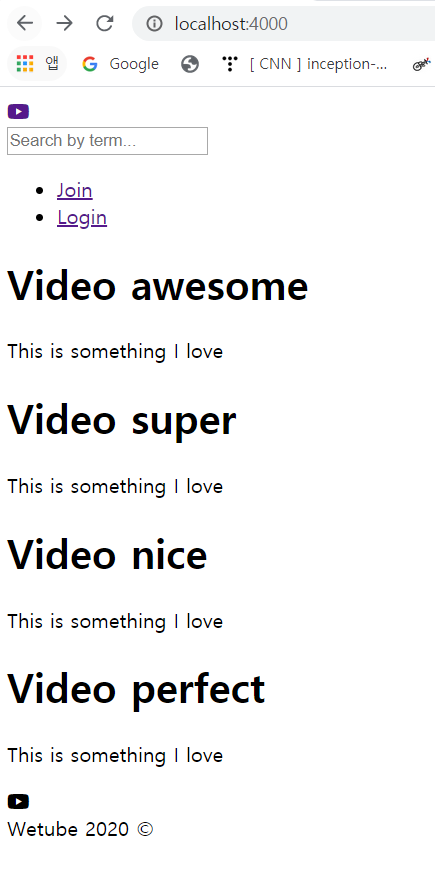 localhost:4000
앱 Google [ CNN ] inception-...
Search by term...
Join
Login
Video awesome
This is something I love
Video super
This is something I love
Video nice
This is something I love
Video perfect
This is something I love
Wetube 2020 ©